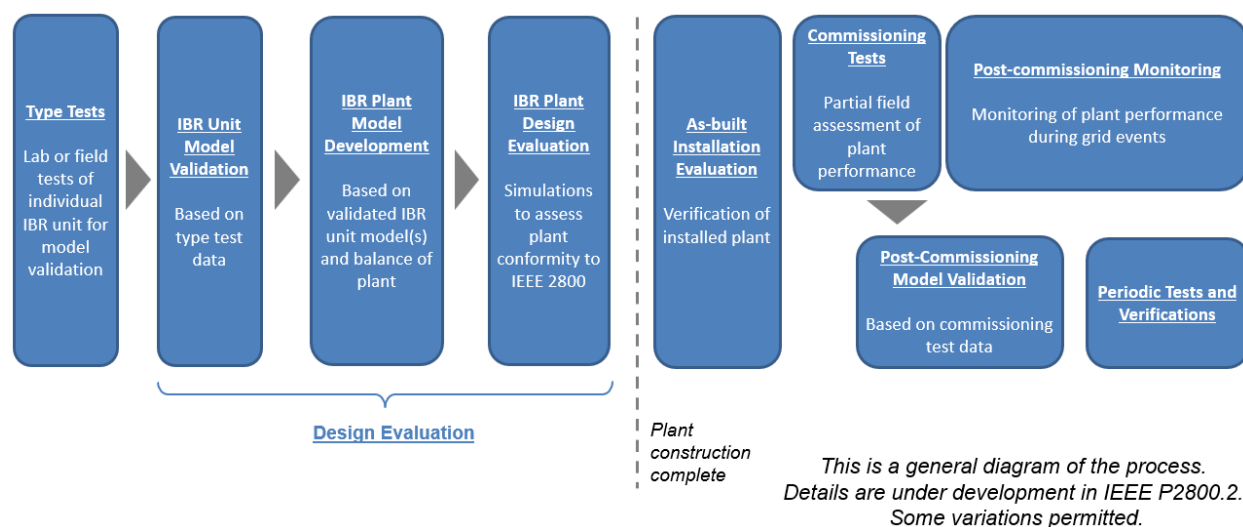 Type Tests
Lab or field
tests of
individual
IBR unit for
model
validation
IBR Unit
Model
Validation
Based on
type test
data
IBR Plant
Model
Development
Based on
validated IBR
unit model(s)
and balance of
plant
IBR Plant
Design
Evaluation
Simulations
to assess
plant
conformity to
IEEE 2800
Design Evaluation
As-built
Installation
Evaluation
Verification of
installed plant
Plant
construction
complete
Commissioning
Tests
Partial field
assessment of
plant
performance
Post-commissioning Monitoring
Monitoring of plant performance
during grid events
Post-Commissioning
Model Validation
Based on commissioning
test data
Periodic Tests and
Verifications
This is a general diagram of the process.
Details are under development in IEEE P2800.2.
Some variations permitted.